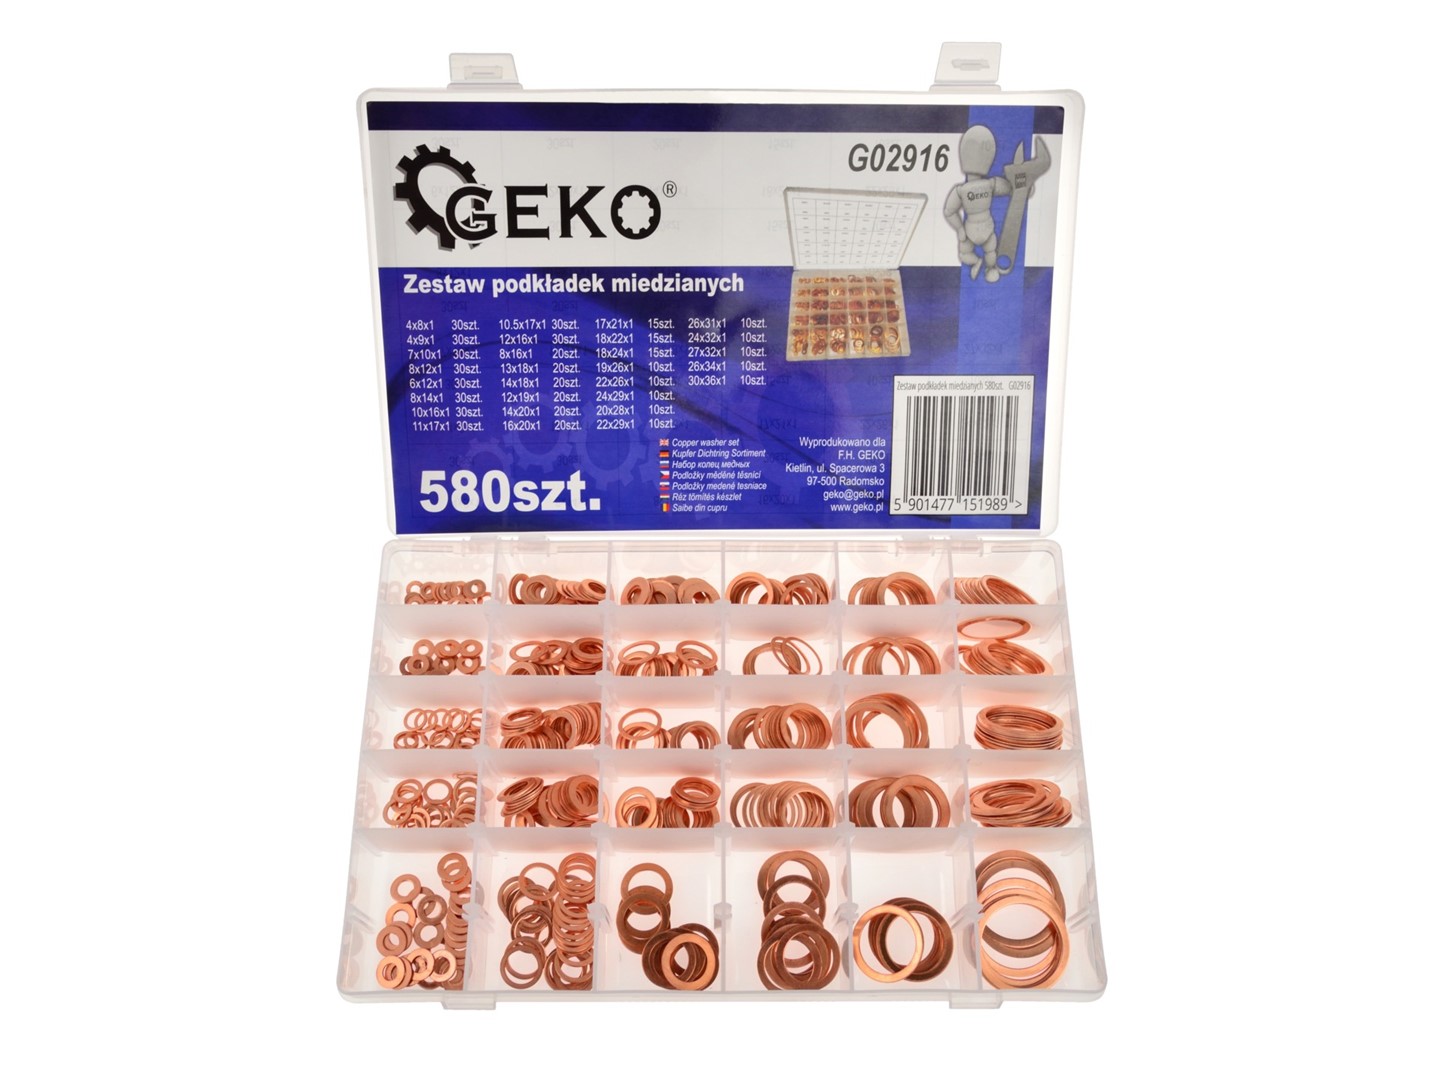 G02916
GEKO®
GEKO
Zestaw podkładek miedzianych
4x8x1 30szt. 10.5x17x1 30szt. 17x21x1 15szt. 26x31x1 10szt.
4x9x1 30szt. 12x16x1 30szt. 18x22x1 15szt. 24x32x1 10szt.
7x10x1 30szt. 8x16x1 20szt. 18x24x1 15szt. 27x32x1 10szt.
8x12x1 30szt. 13x18x1 20szt. 19x26x1 10szt. 26x34x1 10szt.
6x12x1 30szt. 14x18x1 20szt. 22x26x1 10szt. 30x36x1 10szt.
8x14x1 30szt. 12x19x1 20szt. 24x29x1 10szt.
10x16x1 30szt. 14x20x1 20szt. 20x28x1 10szt.
11x17x1 30szt. 16x20x1 20szt. 22x29x1 10szt.
580szt.
Copper washer set
Kupfer Dichtring Sortiment
Набор колец медных
Podložky měděné těsnící
Podložky medené tesniace
Réz tömítés készlet
Saibe din cupru
Wyprodukowano dla
F.H. GEKO
Kietlin, ul. Spacerowa 3
97-500 Radomsko
geko@geko.pl
www.geko.pl
Zestaw podkładek miedzianych 580szt. G02916
5 901477 151989 >